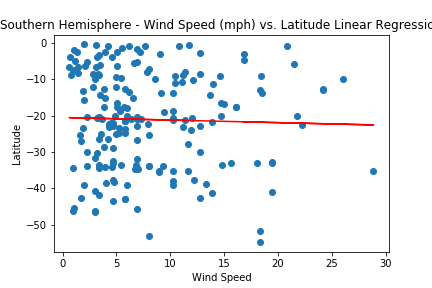 Southern Hemisphere - Wind Speed (mph) vs. Latitude Linear Regressio
0
−10
−20
−30
−40
−50
Latitude
0 5 10 15 20 25 30
Wind Speed